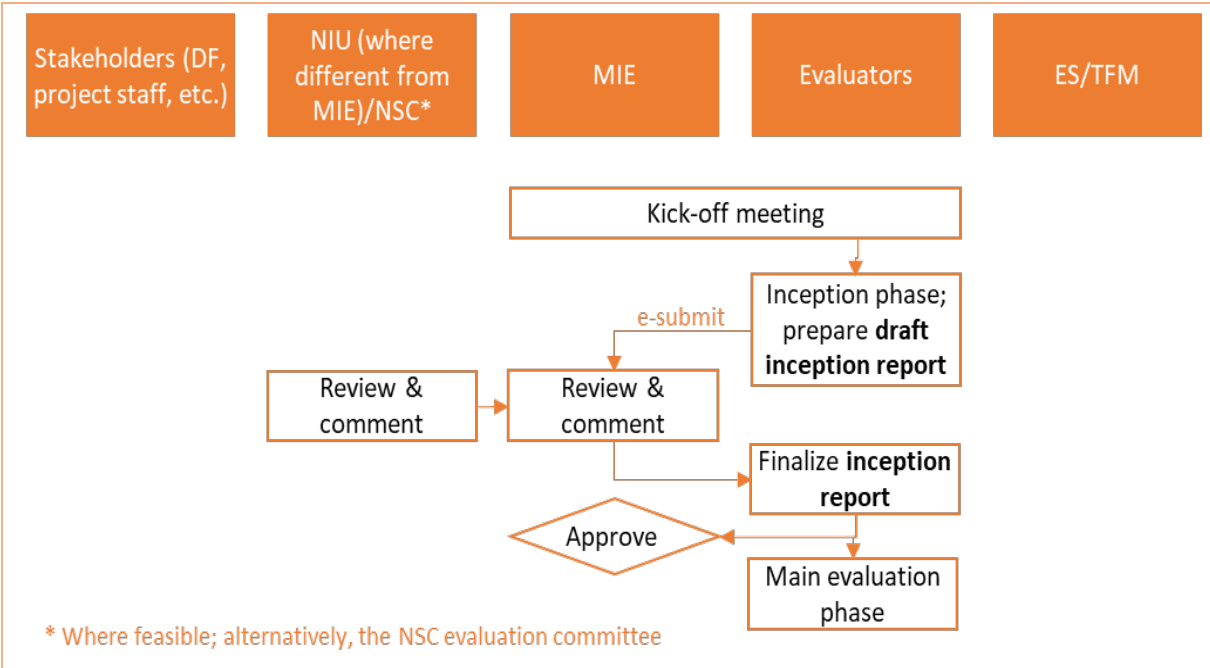 Stakeholders (DF,
project staff, etc.)
NIU (where
different from
MIE)/NSC*
MIE
Evaluators
ES/TFM
Kick-off meeting
Inception phase;
prepare draft
inception report
e-submit
Review &
comment
Review &
comment
Finalize inception
report
Approve
Main evaluation
phase
* Where feasible; alternatively, the NSC evaluation committee